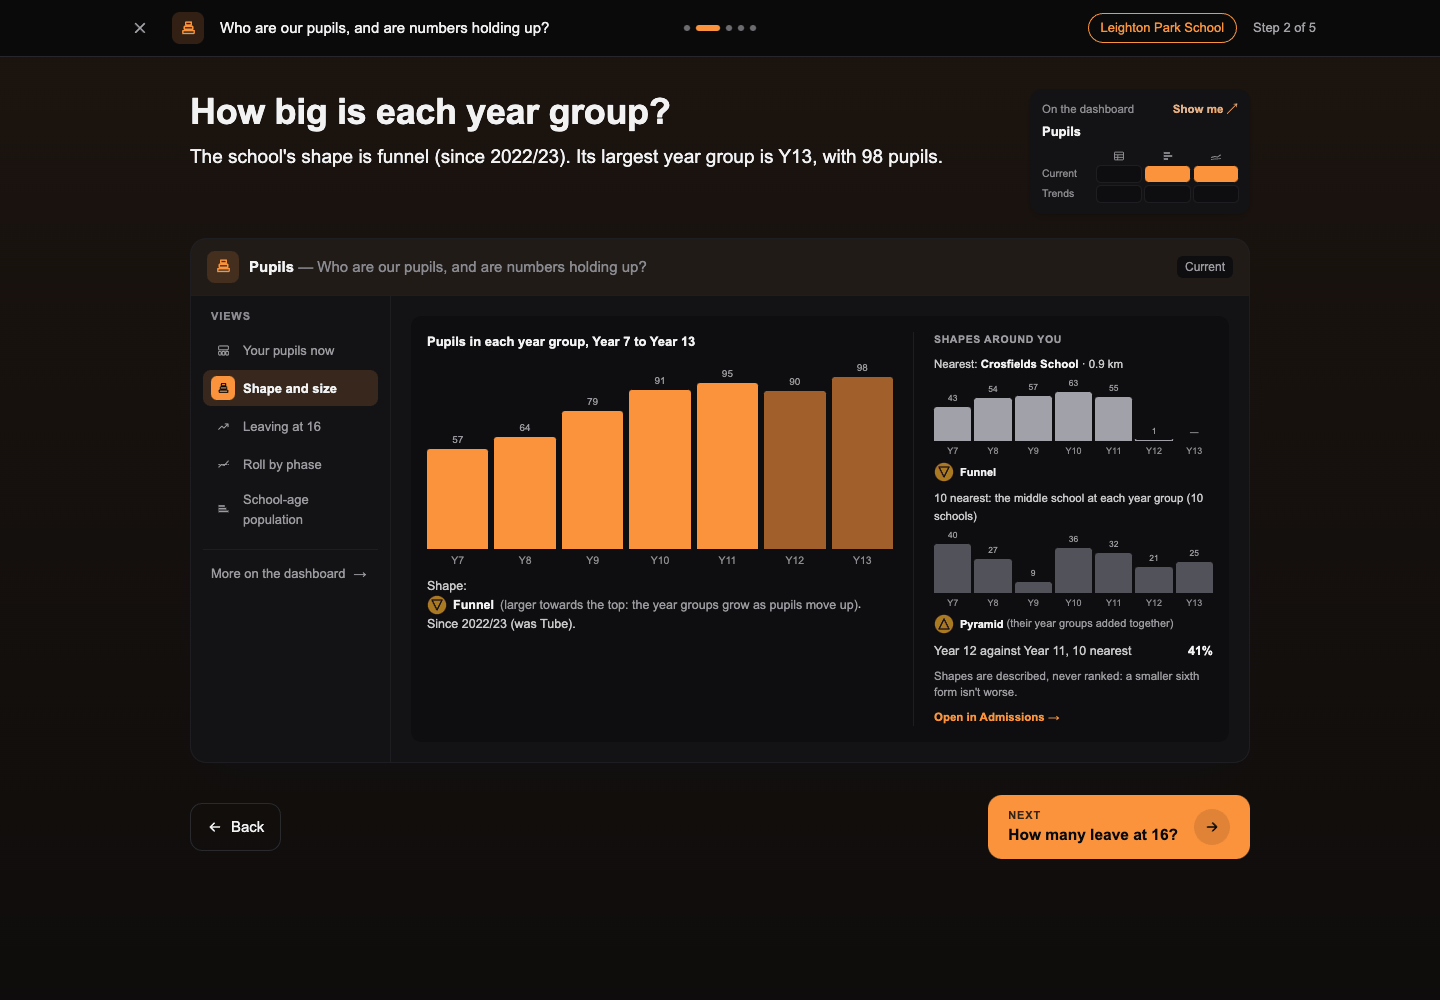 Who are our pupils, and are numbers holding up?
Leighton Park School
Step 2 of 5
How big is each year group?
The school's shape is funnel (since 2022/23). Its largest year group is Y13, with 98 pupils.
On the dashboard
Show me ↗
Pupils
Current
Trends
Pupils — Who are our pupils, and are numbers holding up?
Current
VIEWS
Your pupils now
Shape and size
Leaving at 16
Roll by phase
School-age
population
More on the dashboard →
Pupils in each year group, Year 7 to Year 13
57 64 79 91 95 90 98
Y7 Y8 Y9 Y10 Y11 Y12 Y13
Shape:
Funnel (larger towards the top: the year groups grow as pupils move up).
Since 2022/23 (was Tube).
SHAPES AROUND YOU
Nearest: Crosfields School · 0.9 km
43 54 57 63 55 1 —
Y7 Y8 Y9 Y10 Y11 Y12 Y13
Funnel
10 nearest: the middle school at each year group (10
schools)
40 27 9 36 32 21 25
Y7 Y8 Y9 Y10 Y11 Y12 Y13
Pyramid (their year groups added together)
Year 12 against Year 11, 10 nearest 41%
Shapes are described, never ranked: a smaller sixth
form isn't worse.
Open in Admissions →
← Back
NEXT
How many leave at 16?